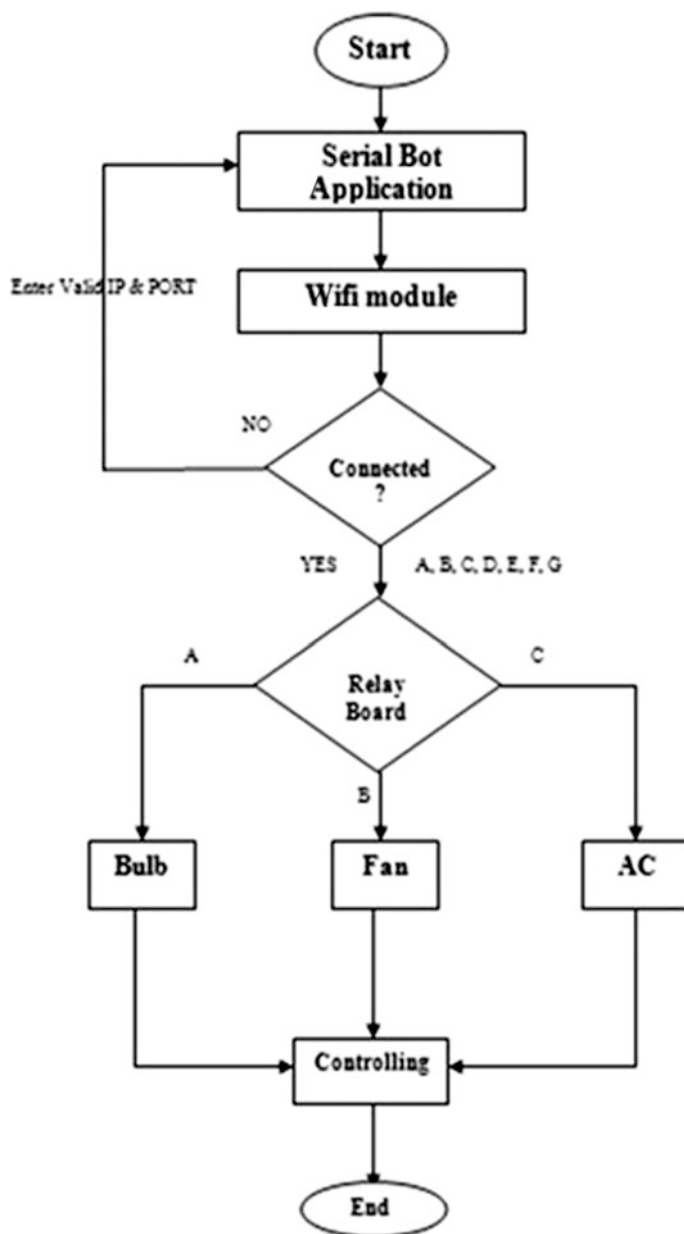 Start
Serial Bot
Application
Enter Valid IP & PORT
Wifi module
NO
Connected
?
YES
A, B, C, D, E, F, G
A
C
Relay
Board
B
Bulb
Fan
AC
Controlling
End